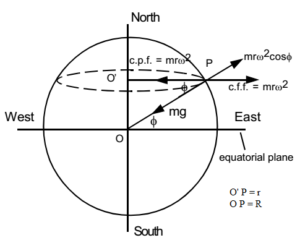 North
c.p.f. = mrω²
P
mrω²cosϕ
O'
ϕ
c.f.f. = mrω²
mg
West
East
ϕ
O
equatorial plane
O' P = r
O P = R
South